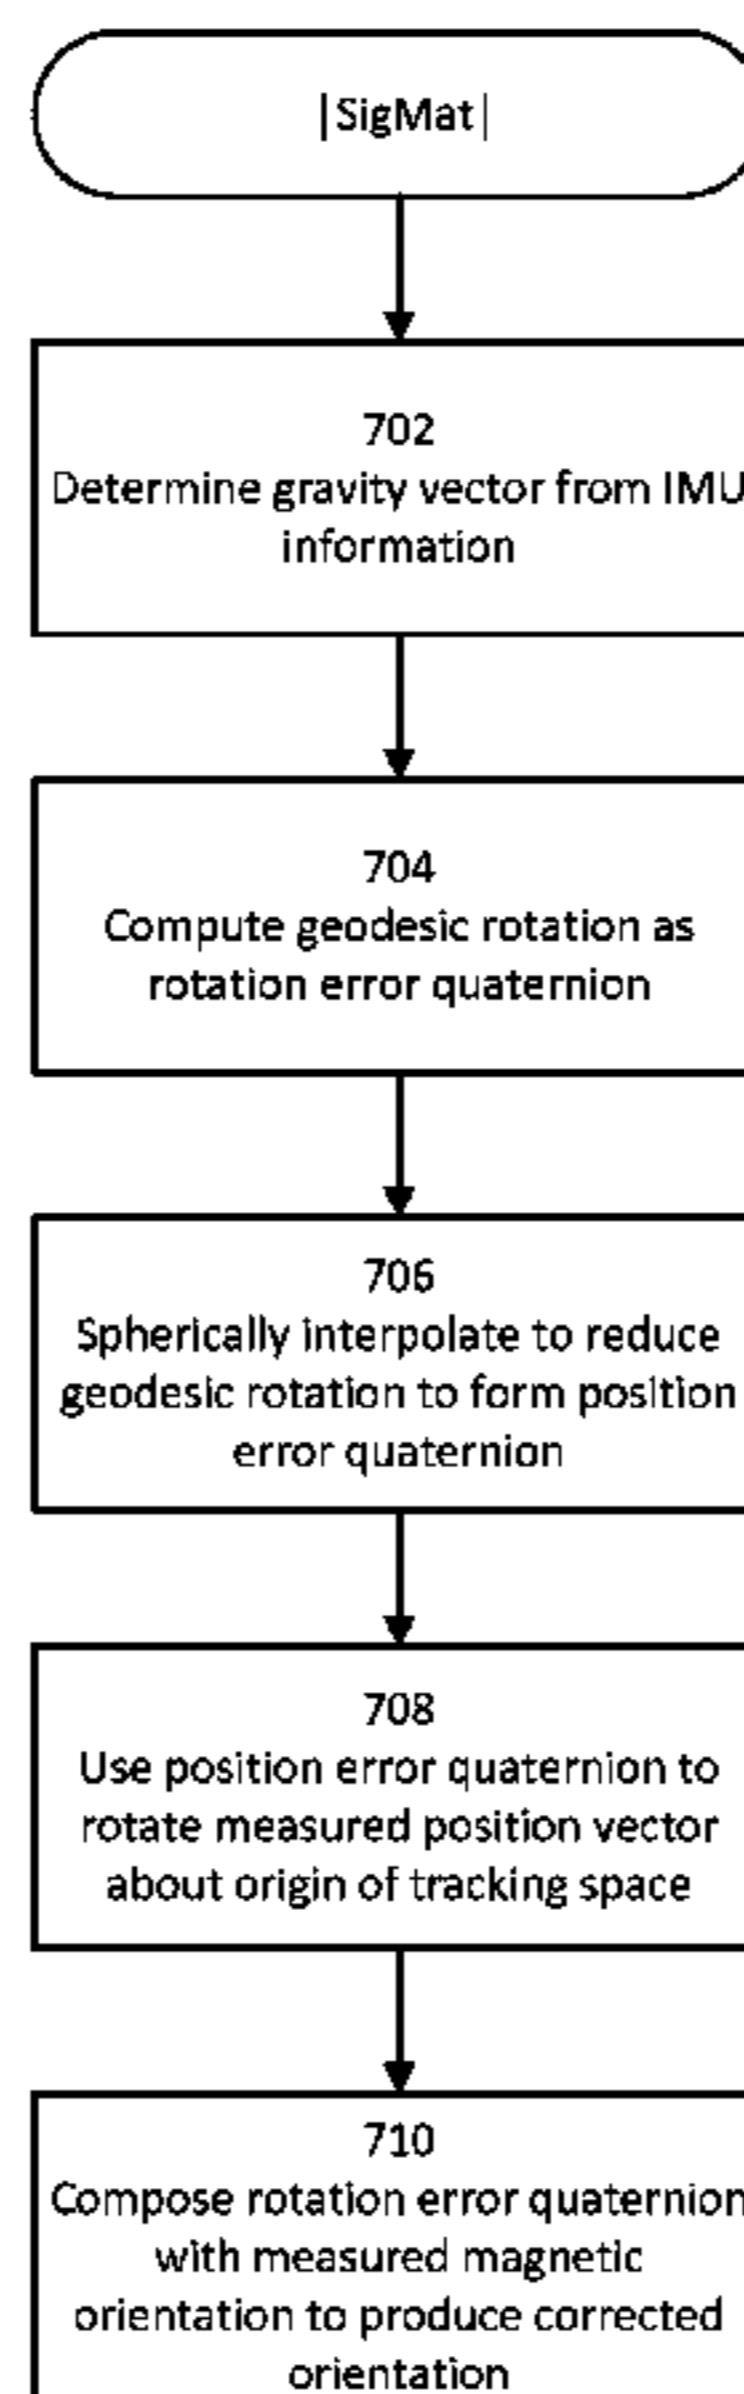 |SigMat|
702
Determine gravity vector from IMU
information
704
Compute geodesic rotation as
rotation error quaternion
706
Spherically interpolate to reduce
geodesic rotation to form position
error quaternion
708
Use position error quaternion to
rotate measured position vector
about origin of tracking space
710
Compose rotation error quaternion
with measured magnetic
orientation to produce corrected
orientation